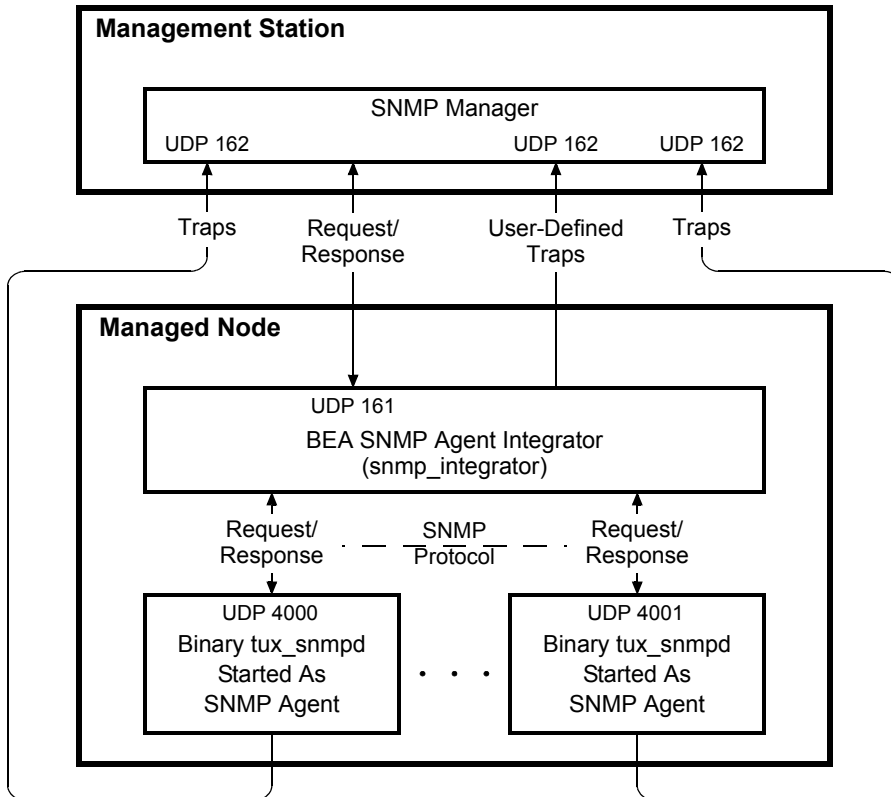 Management Station
SNMP Manager
UDP 162
UDP 162
UDP 162
Traps
Request/
Response
User-Defined
Traps
Traps
Managed Node
UDP 161
BEA SNMP Agent Integrator
(snmp_integrator)
Request/
Response
SNMP
Protocol
Request/
Response
UDP 4000
Binary tux_snmpd
Started As
SNMP Agent
UDP 4001
Binary tux_snmpd
Started As
SNMP Agent